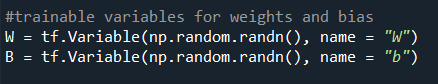 #trainable variables for weights and bias
W = tf.Variable(np.random.randn(), name = "W")
B = tf.Variable(np.random.randn(), name = "b")